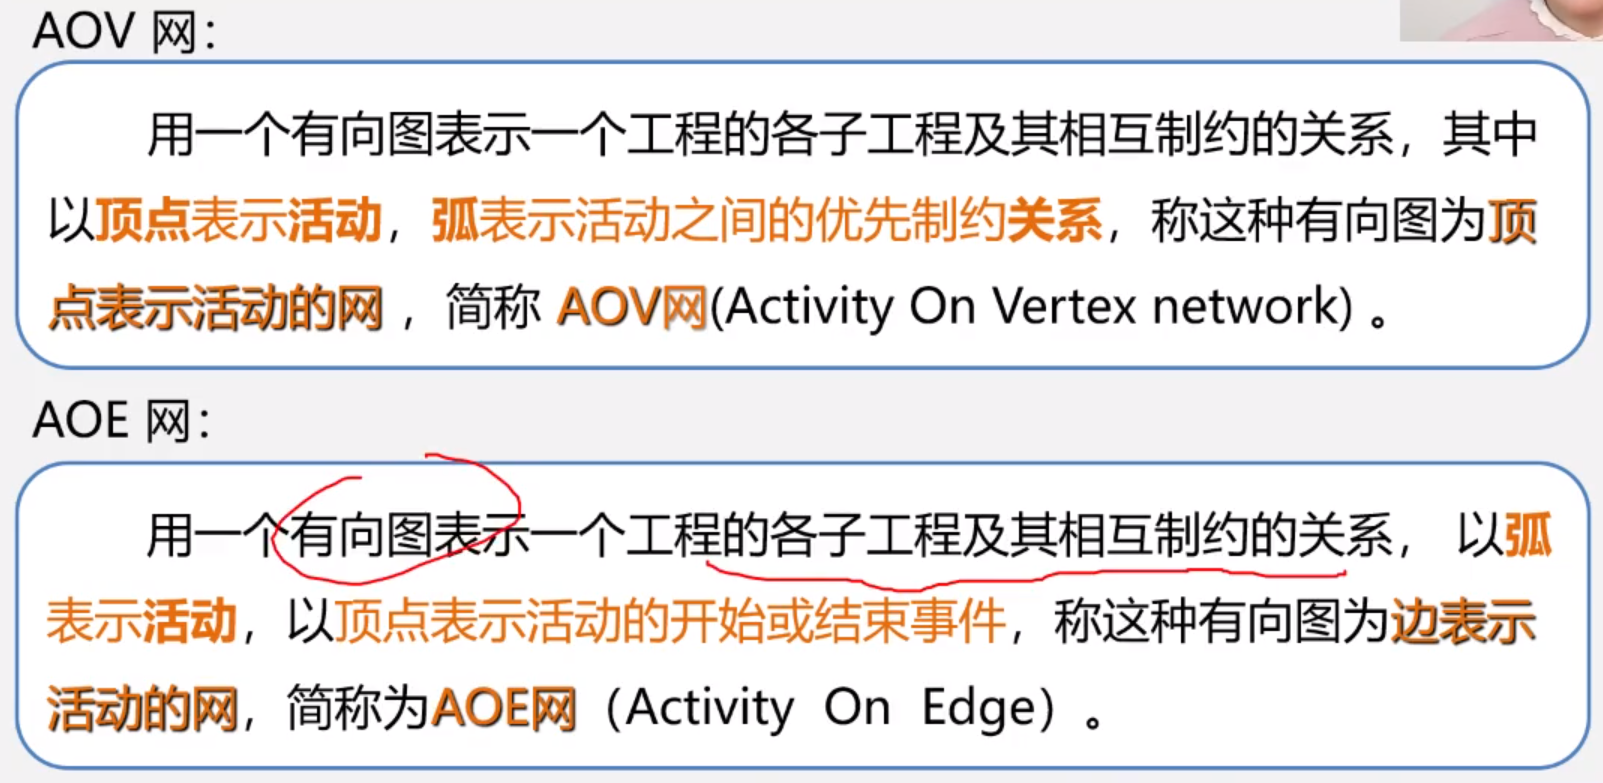 AOV 网：
用一个有向图表示一个工程的各子工程及其相互制约的关系，其中
以顶点表示活动，弧表示活动之间的优先制约关系，称这种有向图为顶
点表示活动的网 ，简称 AOV网(Activity On Vertex network) 。
AOE 网：
用一个有向图表示一个工程的各子工程及其相互制约的关系， 以弧
表示活动，以顶点表示活动的开始或结束事件，称这种有向图为边表示
活动的网，简称为AOE网（Activity On Edge）。